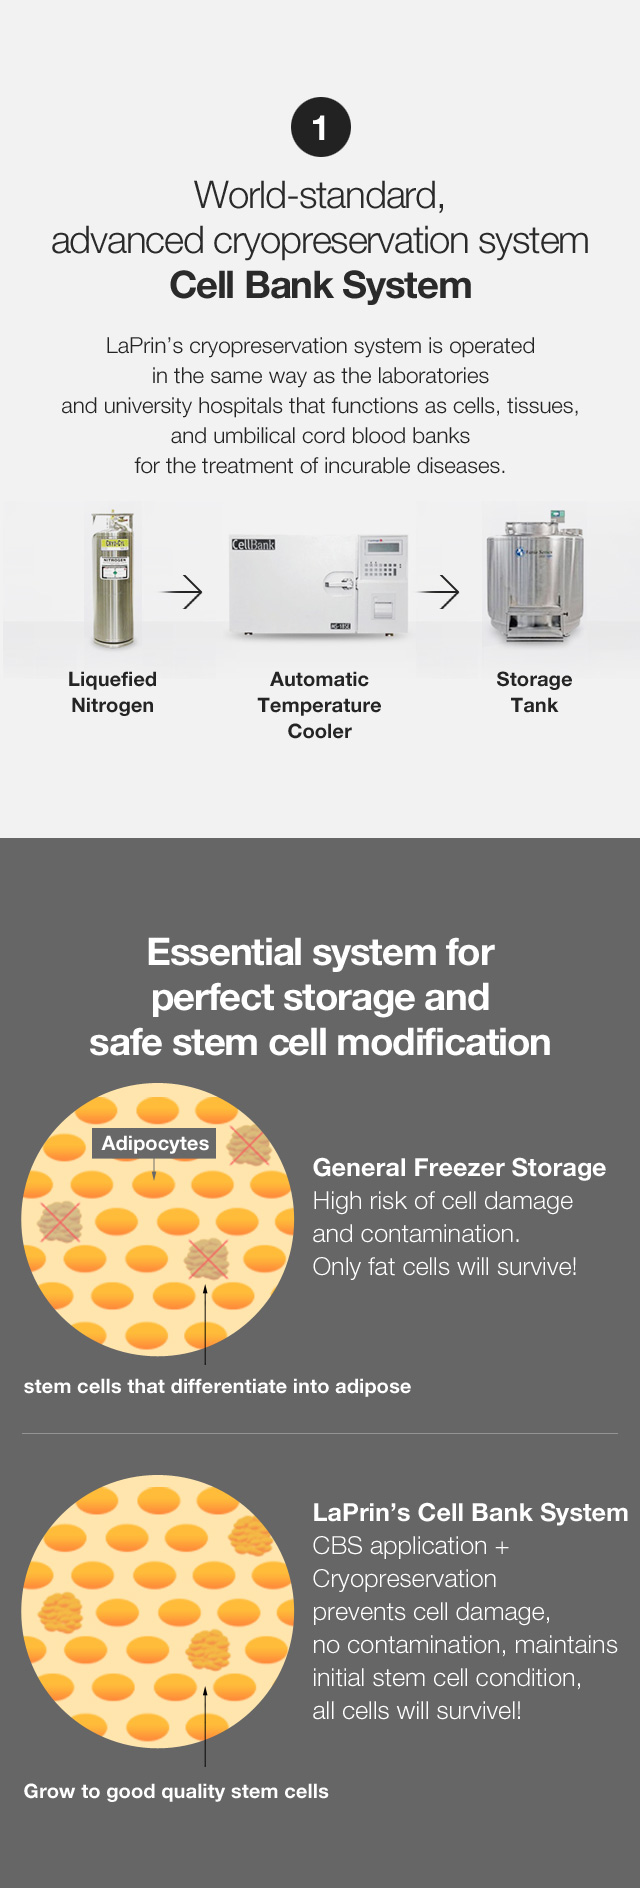 1
World-standard,
advanced cryopreservation system
Cell Bank System
LaPrin's cryopreservation system is operated
in the same way as the laboratories
and university hospitals that functions as cells, tissues,
and umbilical cord blood banks
for the treatment of incurable diseases.
CRYO-CYL
NITROGEN
CellBank
Liquefied
Nitrogen
Automatic
Temperature
Cooler
Storage
Tank
Essential system for
perfect storage and
safe stem cell modification
Adipocytes
General Freezer Storage
High risk of cell damage
and contamination.
Only fat cells will survive!
stem cells that differentiate into adipose
LaPrin's Cell Bank System
CBS application +
Cryopreservation
prevents cell damage,
no contamination, maintains
initial stem cell condition,
all cells will survivel!
Grow to good quality stem cells